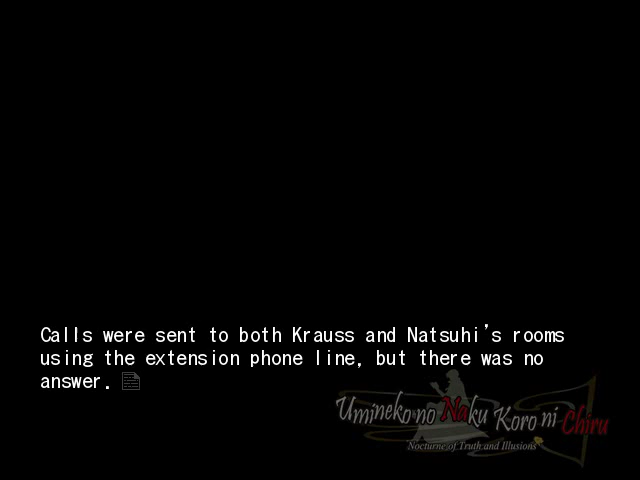 Calls were sent to both Krauss and Natsuhi's rooms
using the extension phone line, but there was no
answer.
Umineko no Naku Koro ni Chiru
Nocturne of Truth and Illusions